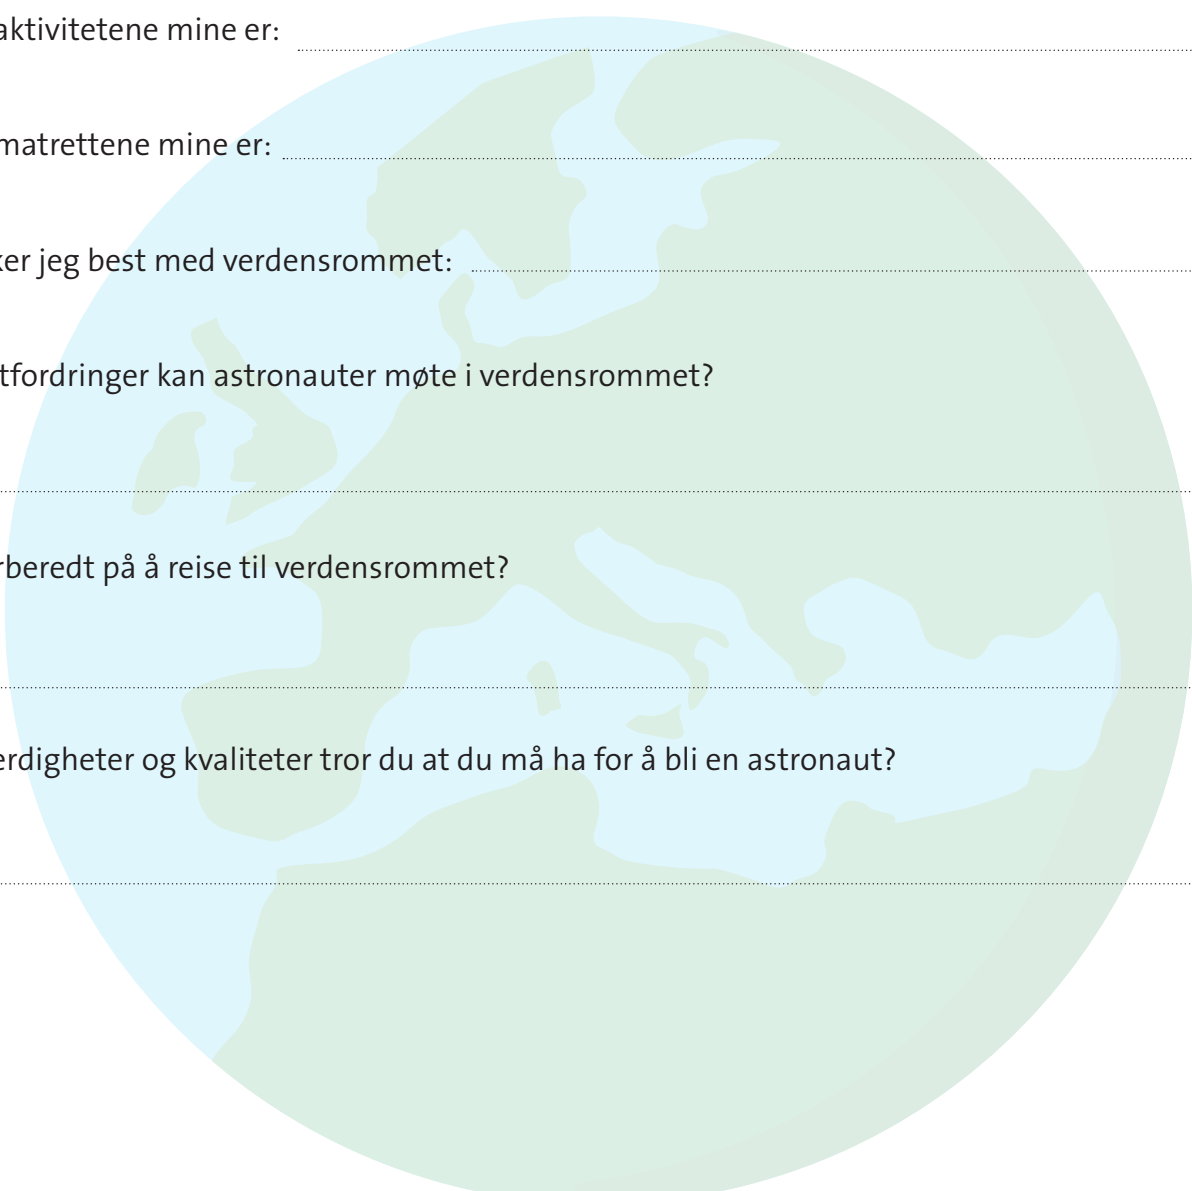 aktivitetene mine er:
matrettene mine er:
ker jeg best med verdensrommet:
tfordringer kan astronauter møte i verdensrommet?
rberedt på å reise til verdensrommet?
erdigheter og kvaliteter tror du at du må ha for å bli en astronaut?